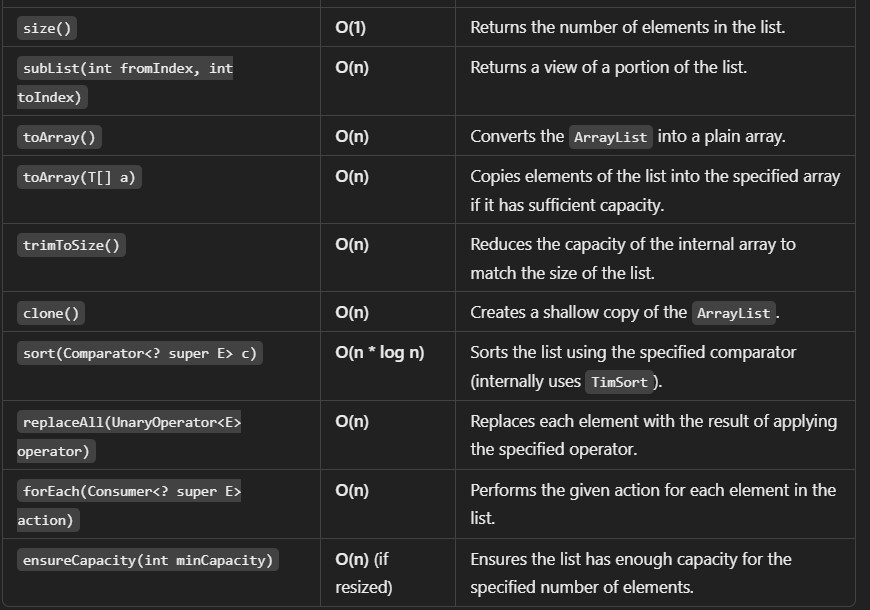 size() O(1) Returns the number of elements in the list.
subList(int fromIndex, int O(n) Returns a view of a portion of the list.
toIndex)
toArray() O(n) Converts the ArrayList into a plain array.
toArray(T[] a) O(n) Copies elements of the list into the specified array
if it has sufficient capacity.
trimToSize() O(n) Reduces the capacity of the internal array to
match the size of the list.
clone() O(n) Creates a shallow copy of the ArrayList.
sort(Comparator<? super E> c) O(n * log n) Sorts the list using the specified comparator
(internally uses TimSort).
replaceAll(UnaryOperator<E> O(n) Replaces each element with the result of applying
operator) the specified operator.
forEach(Consumer<? super E> O(n) Performs the given action for each element in the
action) list.
ensureCapacity(int minCapacity) O(n) (if Ensures the list has enough capacity for the
resized) specified number of elements.